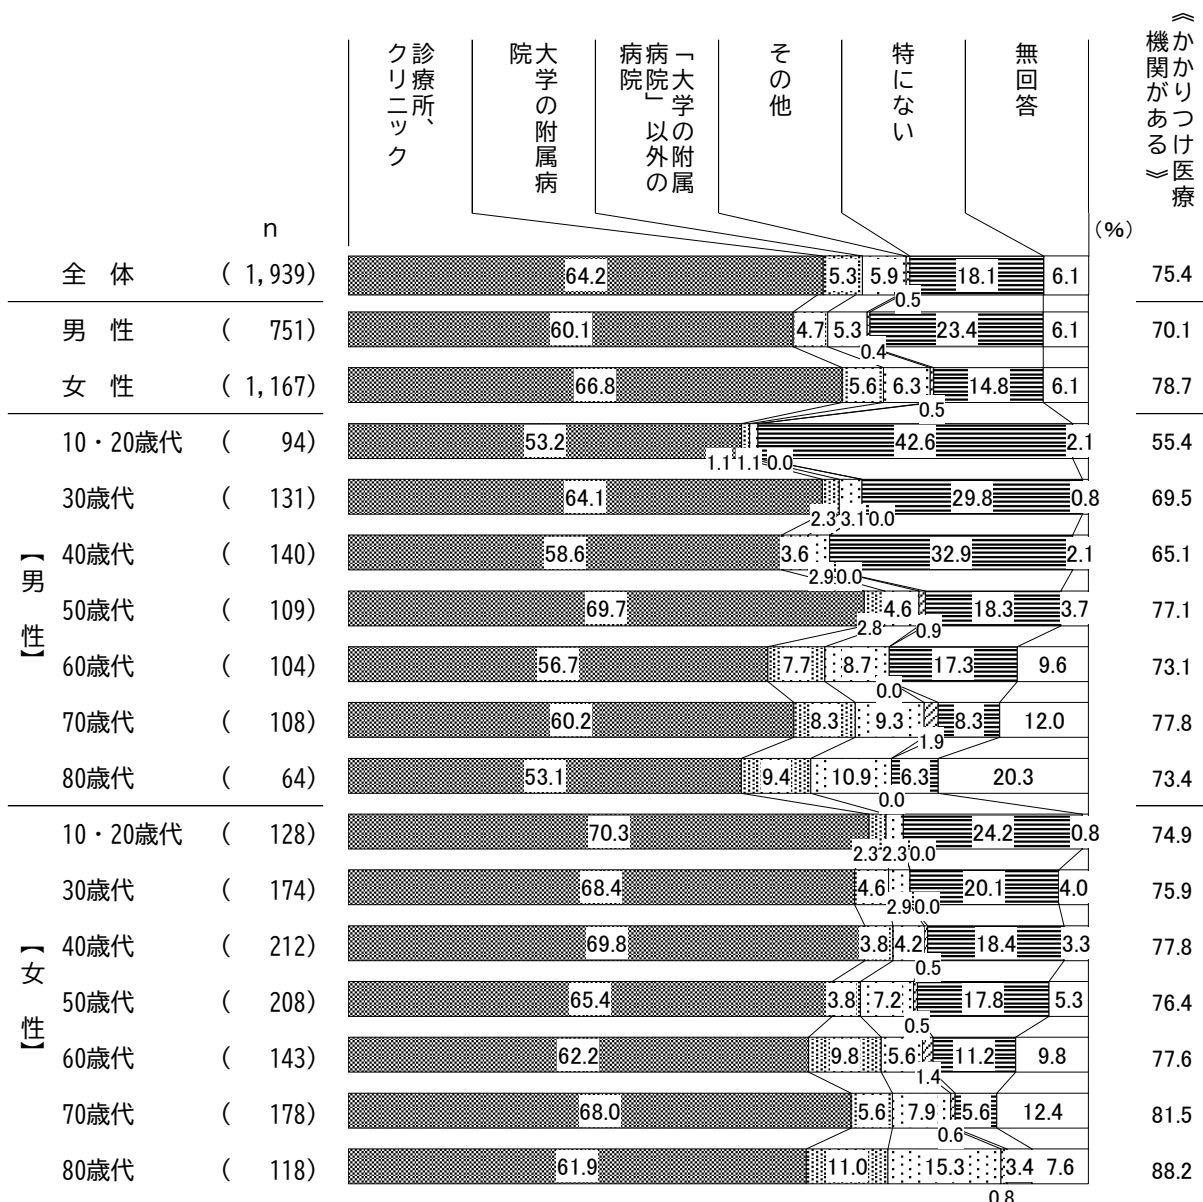 診療所、
クリニック
大学の附属病
院
「大学の附属
病院」以外の
病院
その他
特にない
無回答
《かかりつけ医療
機関がある》
n
(%)
全 体 ( 1,939) 64.2 5.3 5.9 0.5 18.1 6.1 75.4
男 性 ( 751) 60.1 4.7 5.3 0.4 23.4 6.1 70.1
女 性 ( 1,167) 66.8 5.6 6.3 0.5 14.8 6.1 78.7
【男 性】
10・20歳代 ( 94) 53.2 1.1 1.1 0.0 42.6 2.1 55.4
30歳代 ( 131) 64.1 2.3 3.1 0.0 29.8 0.8 69.5
40歳代 ( 140) 58.6 3.6 2.9 0.0 32.9 2.1 65.1
50歳代 ( 109) 69.7 2.8 4.6 0.9 18.3 3.7 77.1
60歳代 ( 104) 56.7 7.7 8.7 0.0 17.3 9.6 73.1
70歳代 ( 108) 60.2 8.3 9.3 1.9 8.3 12.0 77.8
80歳代 ( 64) 53.1 9.4 10.9 0.0 6.3 20.3 73.4
【女 性】
10・20歳代 ( 128) 70.3 2.3 2.3 0.0 24.2 0.8 74.9
30歳代 ( 174) 68.4 4.6 2.9 0.0 20.1 4.0 75.9
40歳代 ( 212) 69.8 3.8 4.2 0.5 18.4 3.3 77.8
50歳代 ( 208) 65.4 3.8 7.2 0.5 17.8 5.3 76.4
60歳代 ( 143) 62.2 9.8 5.6 1.4 11.2 9.8 77.6
70歳代 ( 178) 68.0 5.6 7.9 0.6 5.6 12.4 81.5
80歳代 ( 118) 61.9 11.0 15.3 0.8 3.4 7.6 88.2